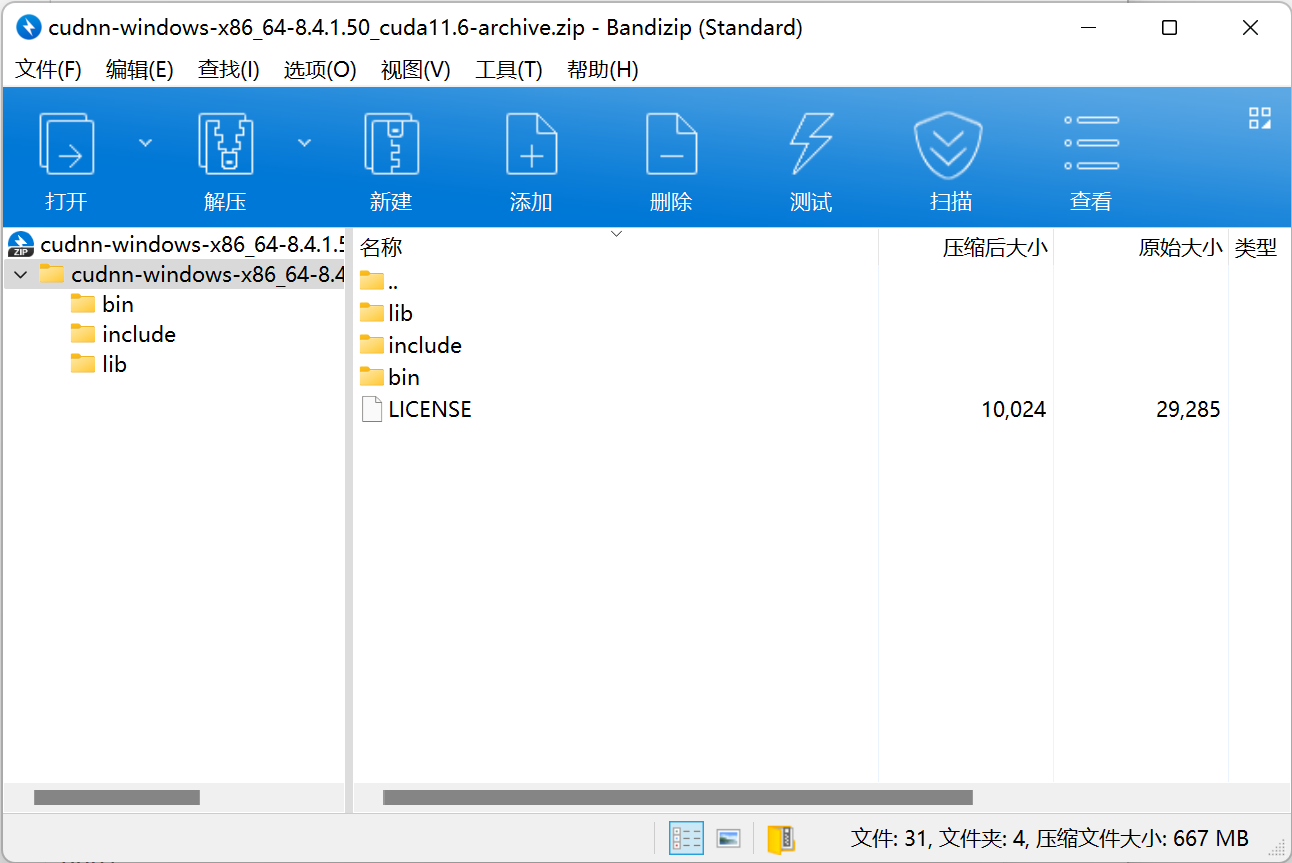 cudnn-windows-x86_64-8.4.1.50_cuda11.6-archive.zip - Bandizip (Standard)
文件(F) 编辑(E) 查找(I) 选项(O) 视图(V) 工具(T) 帮助(H)
打开 解压 新建 添加 删除 测试 扫描 查看
ZIP cudnn-windows-x86_64-8.4.1.5
cudnn-windows-x86_64-8.4
bin
include
lib
名称 压缩后大小 原始大小 类型
..
lib
include
bin
LICENSE 10,024 29,285
文件: 31, 文件夹: 4, 压缩文件大小: 667 MB